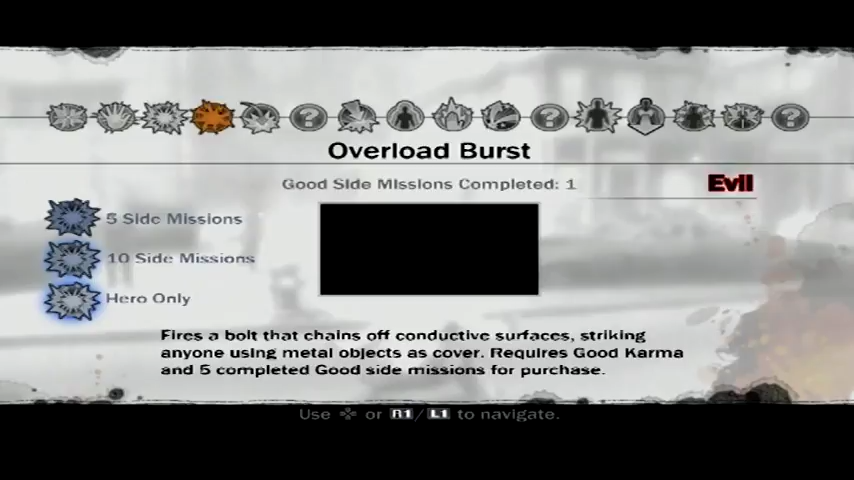 ? ? ?
Overload Burst
Good Side Missions Completed: 1
Evil
5 Side Missions
10 Side Missions
Hero Only
Fires a bolt that chains off conductive surfaces, striking
anyone using metal objects as cover. Requires Good Karma
and 5 completed Good side missions for purchase.
Use or R1/L1 to navigate.